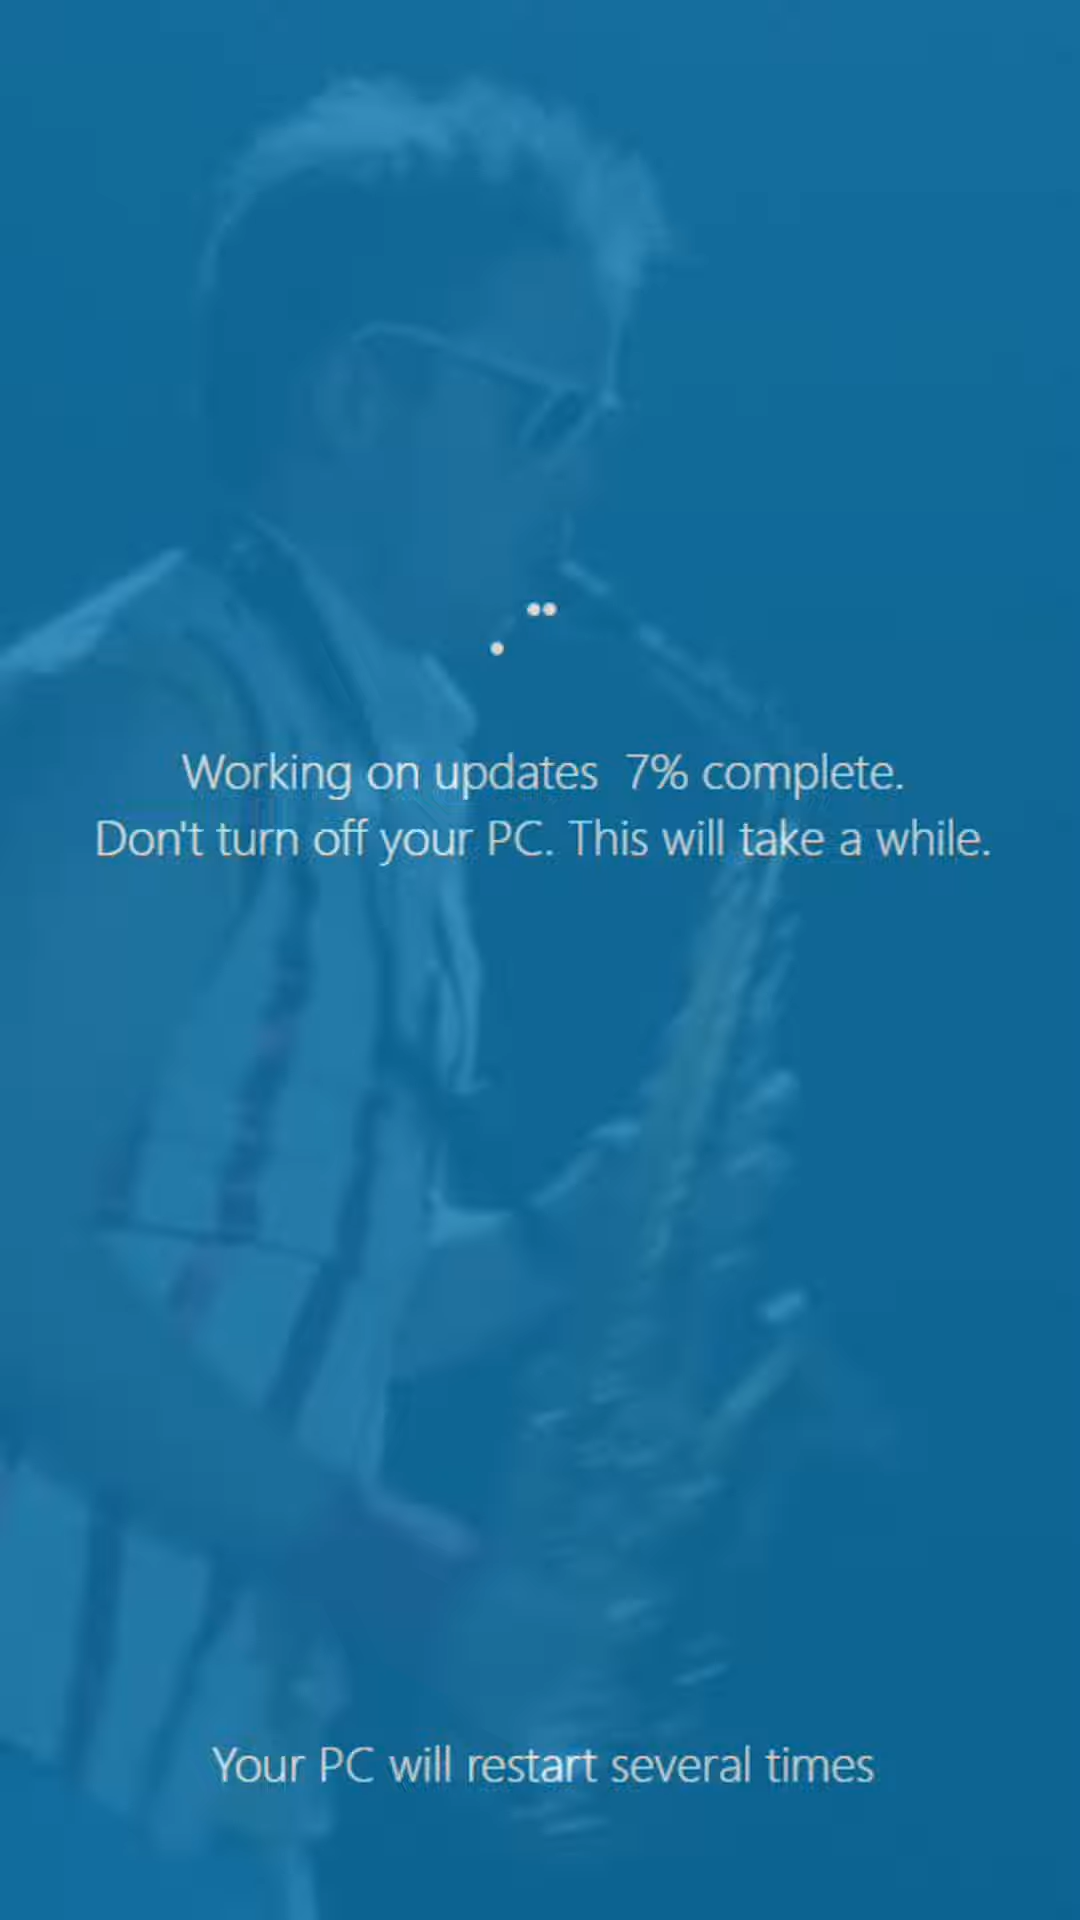 Working on updates  7% complete.
Don't turn off your PC. This will take a while.
Your PC will restart several times